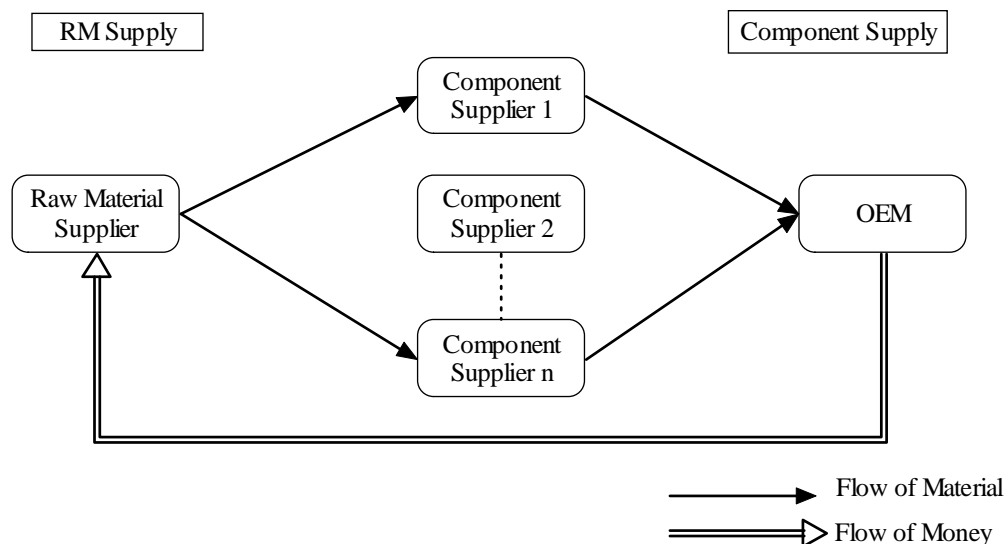 RM Supply
Component Supply
Component
Supplier 1
Raw Material
Supplier
Component
Supplier 2
OEM
Component
Supplier n
Flow of Material
Flow of Money